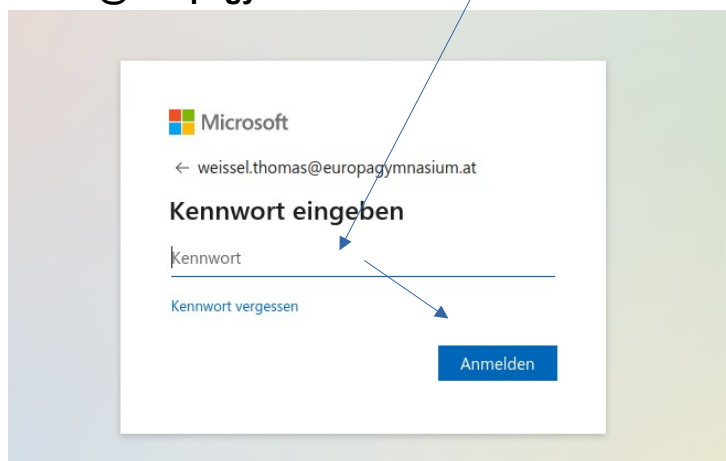 Microsoft
← weissel.thomas@europagymnasium.at
Kennwort eingeben
Kennwort
Kennwort vergessen
Anmelden